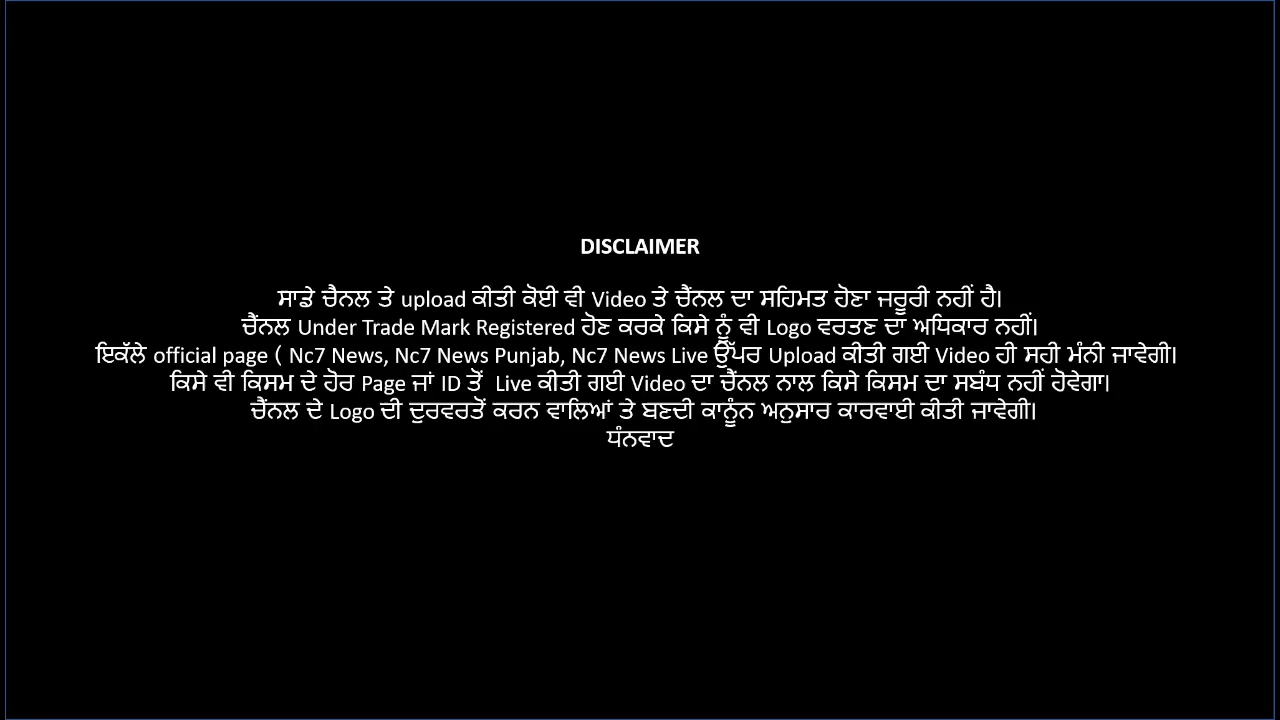 DISCLAIMER
ਸਾਡੇ ਚੈਨਲ ਤੇ upload ਕੀਤੀ ਕੋਈ ਵੀ Video ਤੇ ਚੈਂਨਲ ਦਾ ਸਹਿਮਤ ਹੋਣਾ ਜਰੂਰੀ ਨਹੀਂ ਹੈ।
ਚੈਂਨਲ Under Trade Mark Registered ਹੋਣ ਕਰਕੇ ਕਿਸੇ ਨੂੰ ਵੀ Logo ਵਰਤਣ ਦਾ ਅਧਿਕਾਰ ਨਹੀਂ।
ਇਕੱਲੇ official page ( Nc7 News, Nc7 News Punjab, Nc7 News Live ਉੱਪਰ Upload ਕੀਤੀ ਗਈ Video ਹੀ ਸਹੀ ਮੰਨੀ ਜਾਵੇਗੀ।
ਕਿਸੇ ਵੀ ਕਿਸਮ ਦੇ ਹੋਰ Page ਜਾਂ ID ਤੋਂ Live ਕੀਤੀ ਗਈ Video ਦਾ ਚੈਂਨਲ ਨਾਲ ਕਿਸੇ ਕਿਸਮ ਦਾ ਸਬੰਧ ਨਹੀਂ ਹੋਵੇਗਾ।
ਚੈਂਨਲ ਦੇ Logo ਦੀ ਦੁਰਵਰਤੋਂ ਕਰਨ ਵਾਲਿਆਂ ਤੇ ਬਣਦੀ ਕਾਨੂੰਨ ਅਨੁਸਾਰ ਕਾਰਵਾਈ ਕੀਤੀ ਜਾਵੇਗੀ।
ਧੰਨਵਾਦ